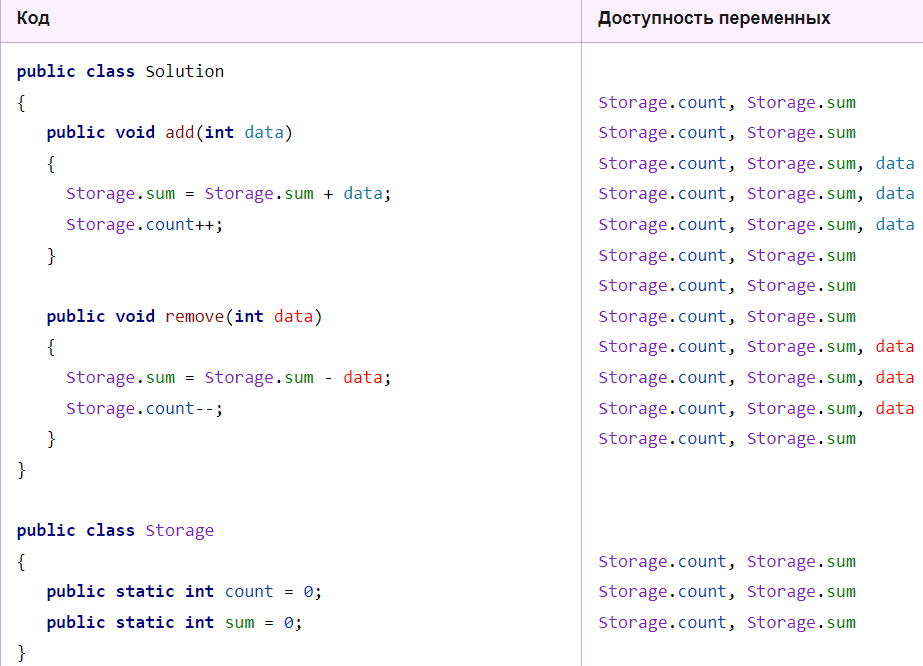 Код Доступность переменных
public class Solution
{ Storage.count, Storage.sum
public void add(int data) Storage.count, Storage.sum
{ Storage.count, Storage.sum, data
Storage.sum = Storage.sum + data; Storage.count, Storage.sum, data
Storage.count++; Storage.count, Storage.sum, data
} Storage.count, Storage.sum
Storage.count, Storage.sum
public void remove(int data) Storage.count, Storage.sum
{ Storage.count, Storage.sum, data
Storage.sum = Storage.sum - data; Storage.count, Storage.sum, data
Storage.count--; Storage.count, Storage.sum, data
} Storage.count, Storage.sum
}
public class Storage
{ Storage.count, Storage.sum
public static int count = 0; Storage.count, Storage.sum
public static int sum = 0; Storage.count, Storage.sum
}